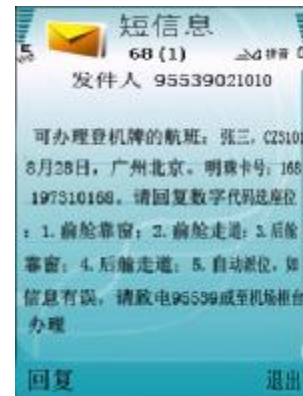 短信息
68 (1)
拼音
发件人 95539021010
可办理登机牌的航班：张三，CZ3101
8月28日，广州北京。明珠卡号：168
197310168。请回复数字代码选座位
：1.前舱靠窗；2.前舱走道；3.后舱
靠窗；4.后舱走道；5.自动派位，如
信息有误，请致电95539或至机场柜台
办理
回复
退出